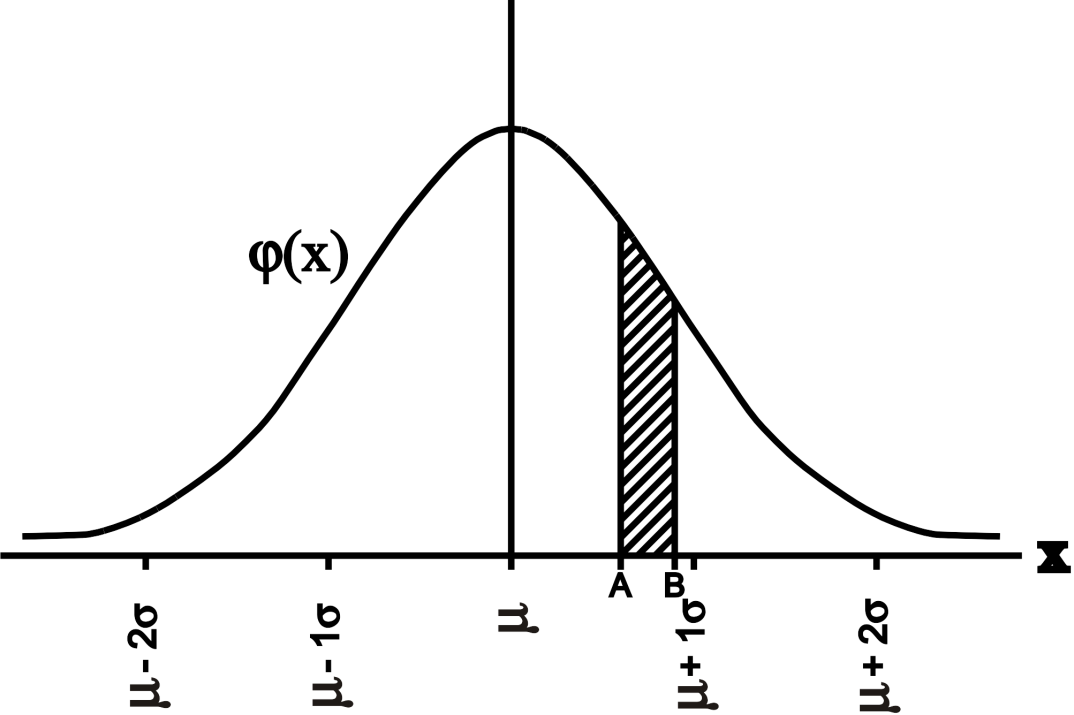 φ(x)
x
A
B
μ - 2σ
μ - 1σ
μ
μ + 1σ
μ + 2σ